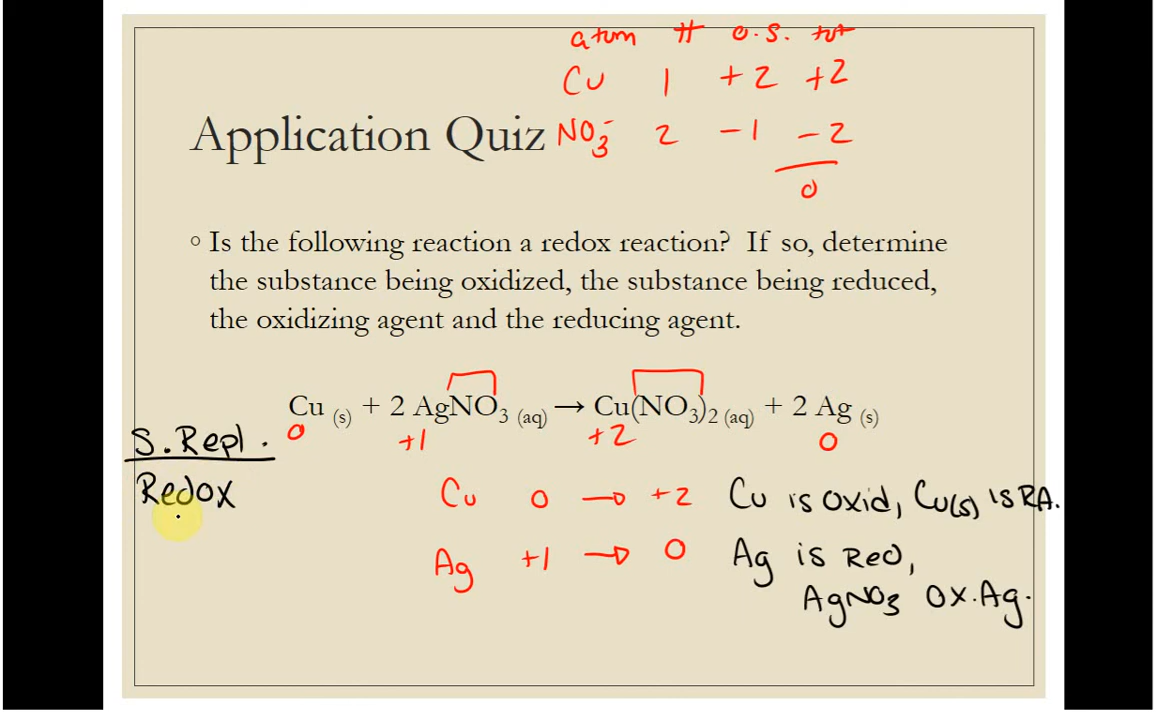 atom # o.s. tot
Cu 1 +2 +2
Application Quiz NO3- 2 -1 -2
0
Is the following reaction a redox reaction? If so, determine
the substance being oxidized, the substance being reduced,
the oxidizing agent and the reducing agent.
Cu (s) + 2 AgNO3 (aq) → Cu(NO3)2 (aq) + 2 Ag (s)
0 +1 +2 0
S.Repl.
Redox
Cu 0 → +2 Cu is oxid, Cu(s) is RA.
Ag +1 → 0 Ag is Red,
AgNO3 OX.Ag.